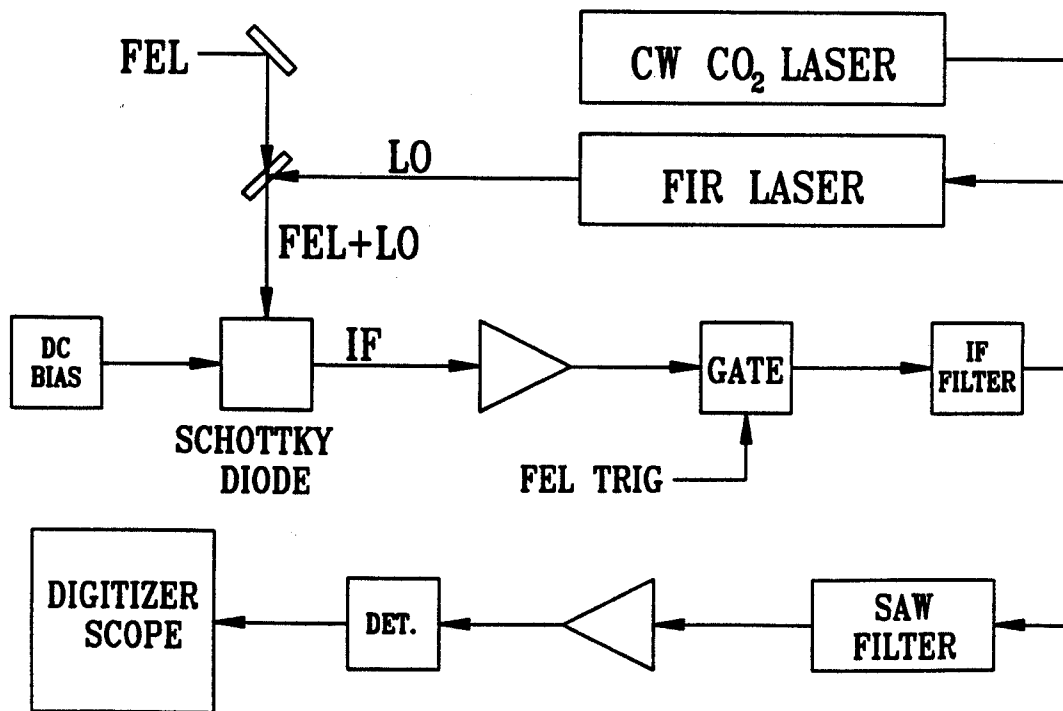 FEL
CW CO₂ LASER
LO
FIR LASER
FEL+LO
DC
BIAS
IF
GATE
IF
FILTER
SCHOTTKY
DIODE
FEL TRIG
DIGITIZER
SCOPE
DET.
SAW
FILTER